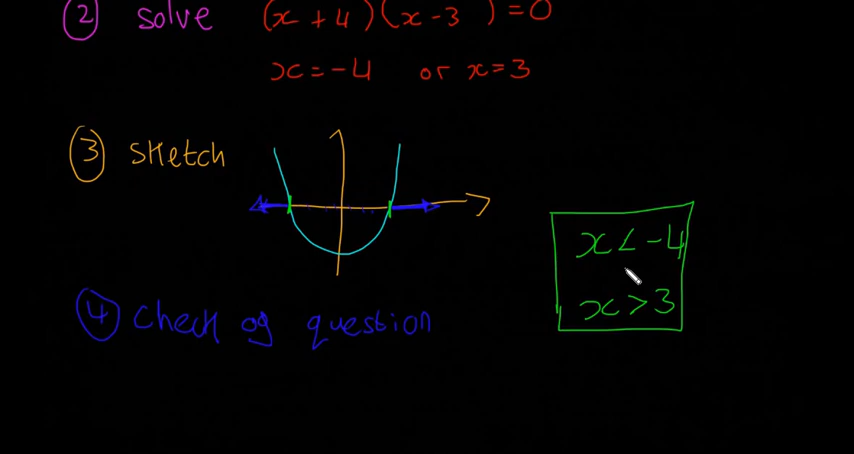 ② solve (x + 4)(x - 3) = 0
x = -4 or x = 3
③ sketch
x < -4
x > 3
④ check og question